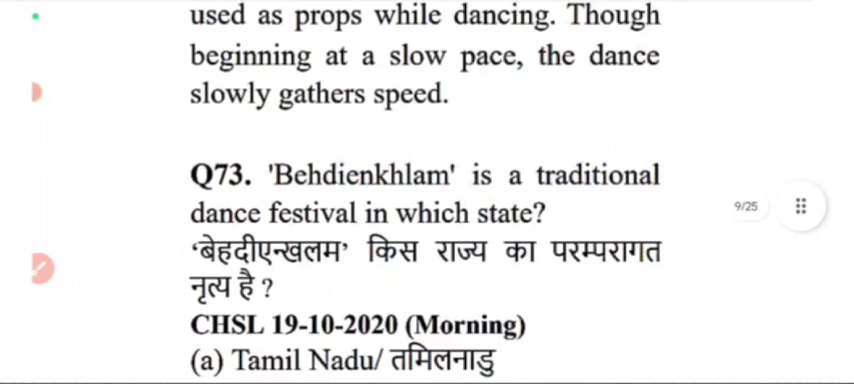 used as props while dancing. Though
beginning at a slow pace, the dance
slowly gathers speed.
Q73. 'Behdienkhlam' is a traditional
dance festival in which state?
‘बेहदीएन्खलम’ किस राज्य का परम्परागत
नृत्य है ?
CHSL 19-10-2020 (Morning)
(a) Tamil Nadu/ तमिलनाडु
9/25